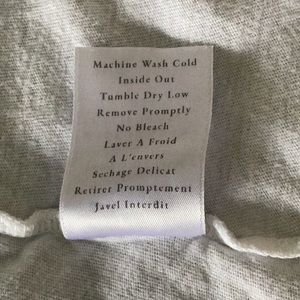 Machine Wash Cold
Inside Out
Tumble Dry Low
Remove Promptly
No Bleach
Laver A Froid
A L'envers
Sechage Delicat
Retirer Promptement
Javel Interdit